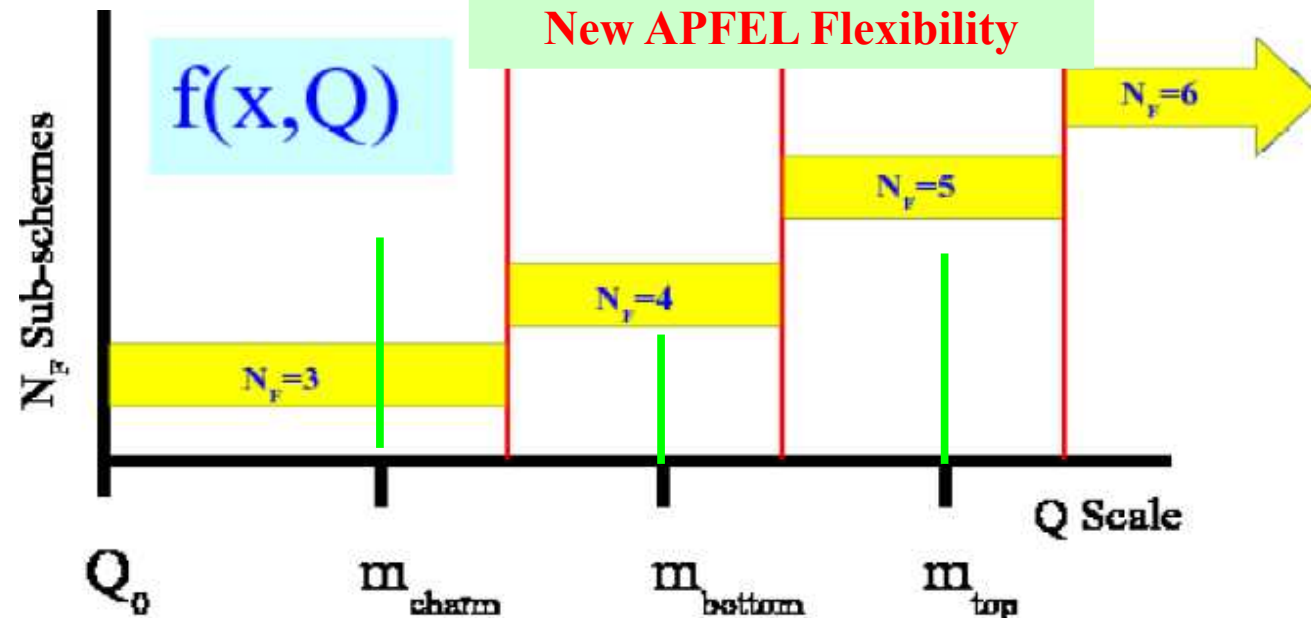 New APFEL Flexibility
f(x,Q)
N_F Sub-schemes
N_F=6
N_F=5
N_F=4
N_F=3
Q Scale
Q_0
m_charm
m_bottom
m_top